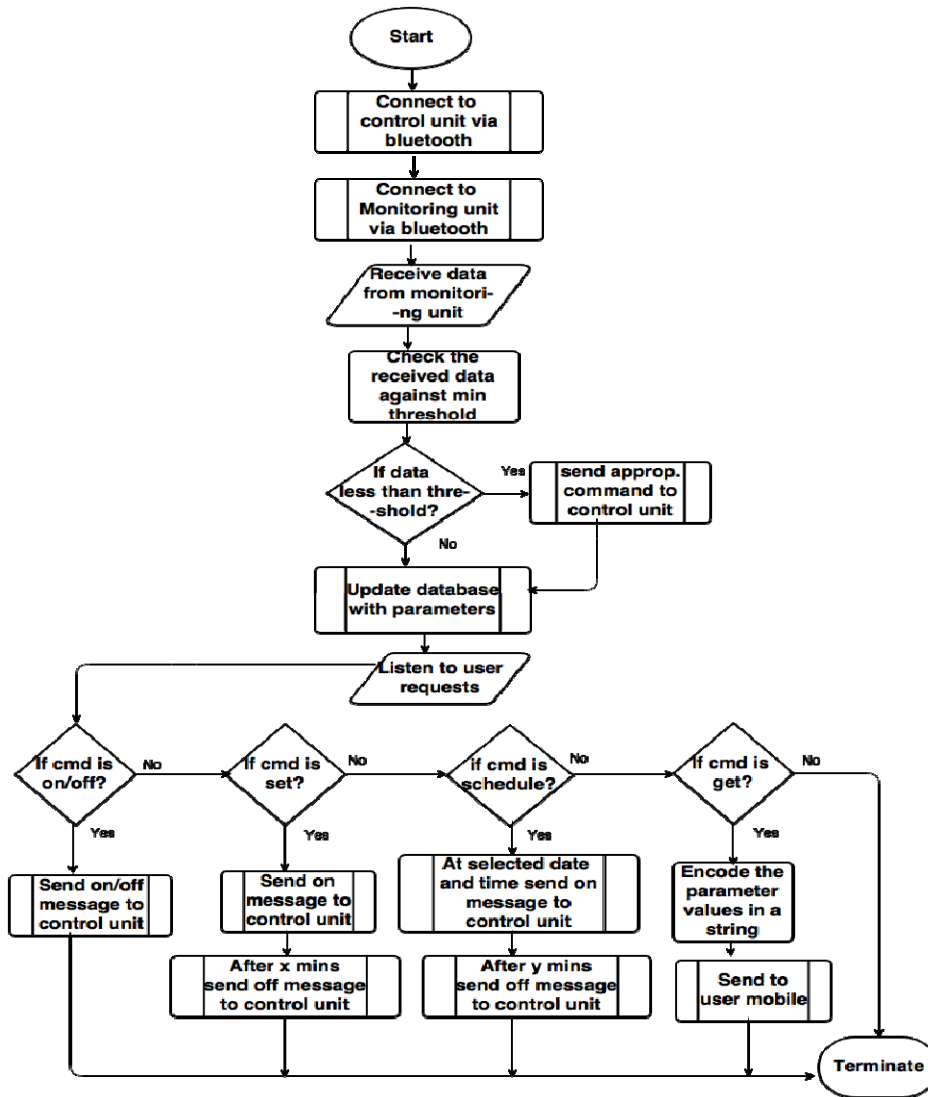 Start
Connect to
control unit via
bluetooth
Connect to
Monitoring unit
via bluetooth
Receive data
from monitori-
-ng unit
Check the
received data
against min
threshold
If data
less than thre-
-shold?
Yes
send approp.
command to
control unit
No
Update database
with parameters
Listen to user
requests
If cmd is
on/off?
No
If cmd is
set?
No
if cmd is
schedule?
No
If cmd is
get?
No
Yes
Yes
Yes
Yes
Send on/off
message to
control unit
Send on
message to
control unit
At selected date
and time send on
message to
control unit
Encode the
parameter
values in a
string
After x mins
send off message
to control unit
After y mins
send off message
to control unit
Send to
user mobile
Terminate